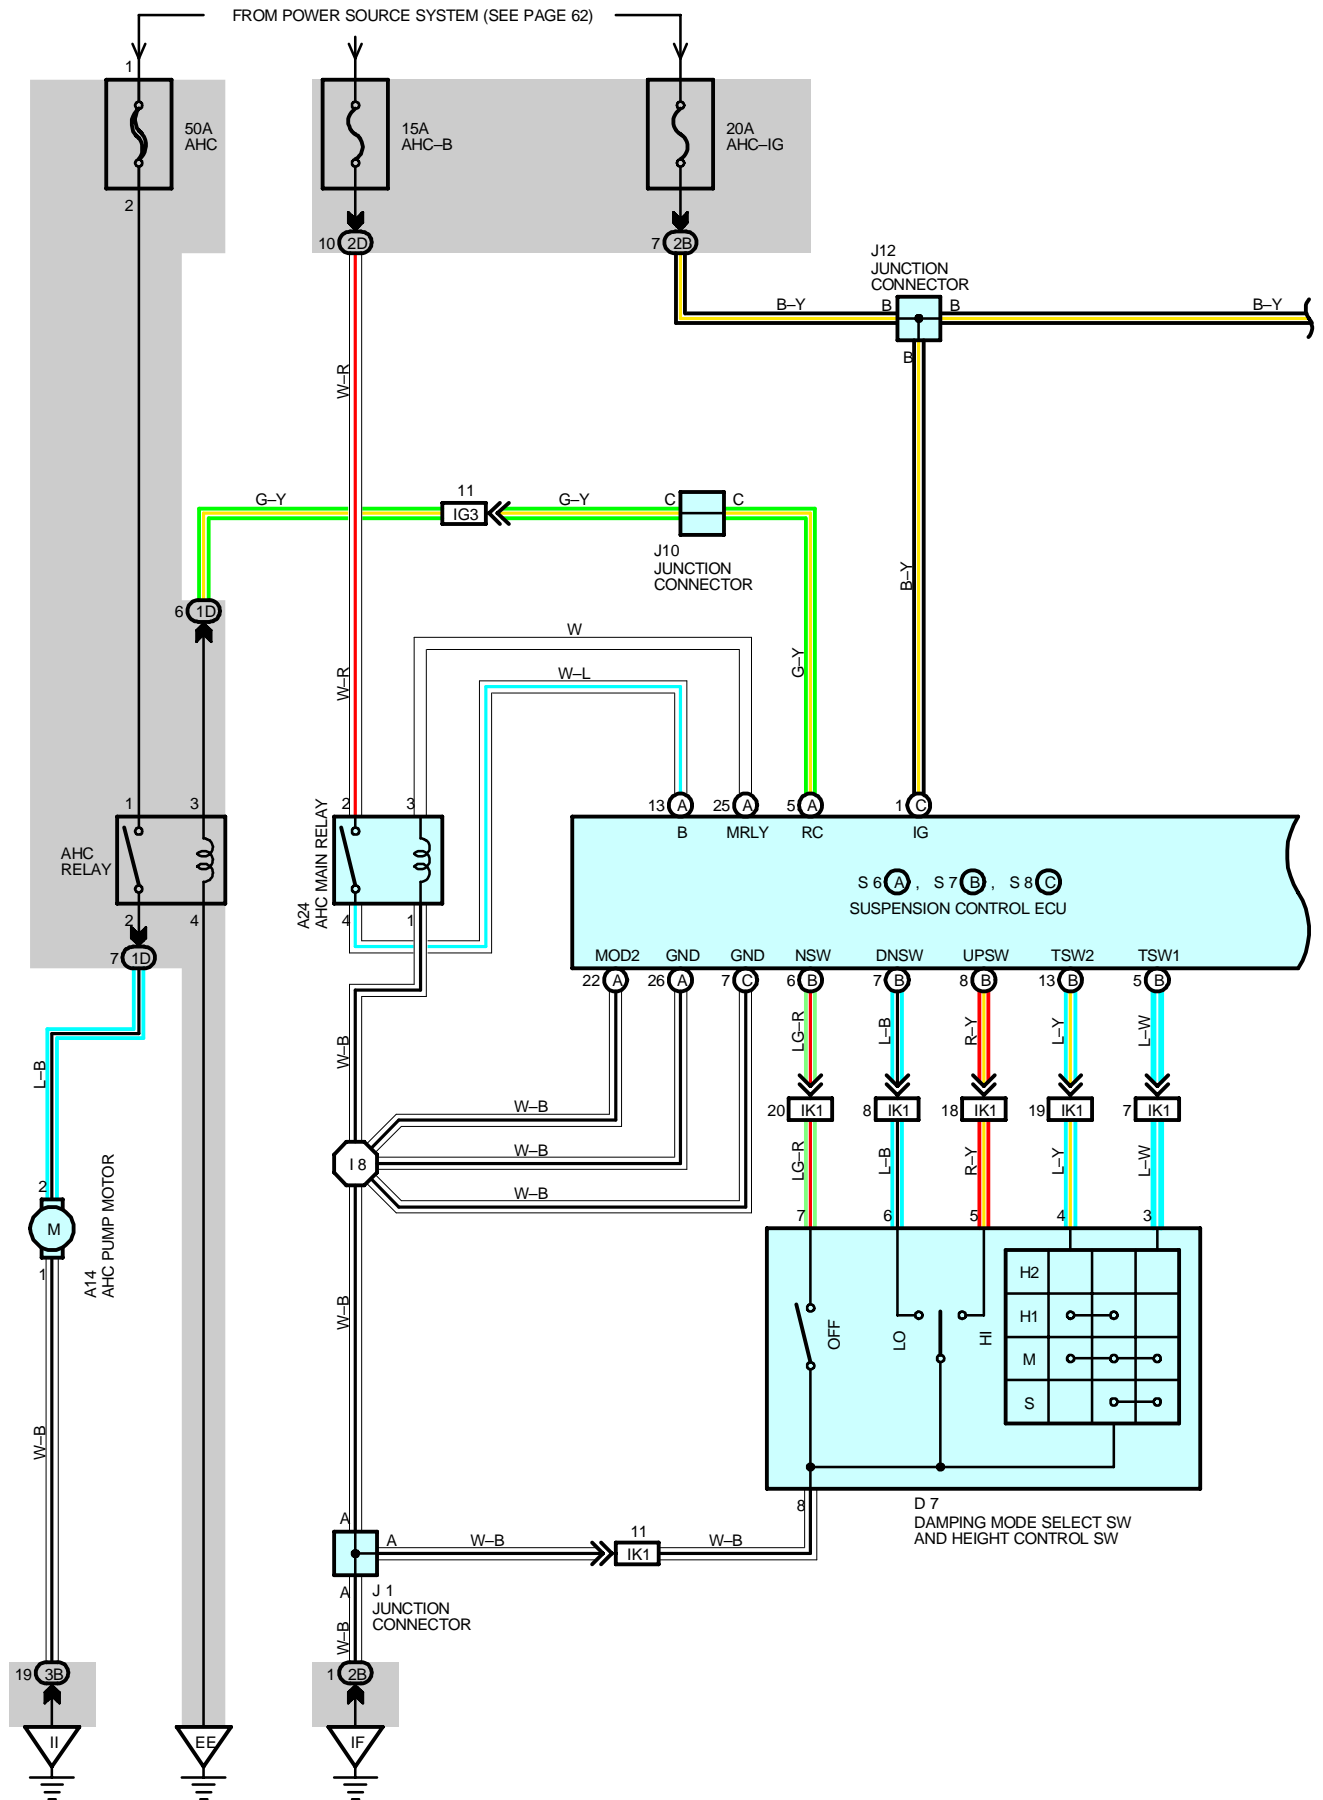 FROM POWER SOURCE SYSTEM (SEE PAGE 62)
1
50A
AHC
15A
AHC–B
20A
AHC–IG
2
10 2D
7 2B
J12
JUNCTION
CONNECTOR
B–Y
B
B
B–Y
B
W–R
G–Y
11
IG3
G–Y
C
C
J10
JUNCTION
CONNECTOR
B–Y
6 1D
W
W–R
W–L
G–Y
1
3
2
3
13 A
25 A
5 A
1 C
B
MRLY
RC
IG
AHC
RELAY
A24
AHC MAIN RELAY
S 6 A , S 7 B , S 8 C
SUSPENSION CONTROL ECU
2
4
4
1
7 1D
MOD2
GND
GND
NSW
DNSW
UPSW
TSW2
TSW1
22 A
26 A
7 C
6 B
7 B
8 B
13 B
5 B
L–B
W–B
LG–R
L–B
R–Y
L–Y
L–W
W–B
20 IK1
8 IK1
18 IK1
19 IK1
7 IK1
I 8
W–B
W–B
LG–R
L–B
R–Y
L–Y
L–W
2
M
1
A14
AHC PUMP MOTOR
7
6
5
4
3
W–B
OFF
LO
HI
H2
H1
M
S
W–B
8
D 7
DAMPING MODE SELECT SW
AND HEIGHT CONTROL SW
A
A
W–B
11
IK1
W–B
A
J 1
JUNCTION
CONNECTOR
W–B
19 3B
1 2B
II
EE
IF